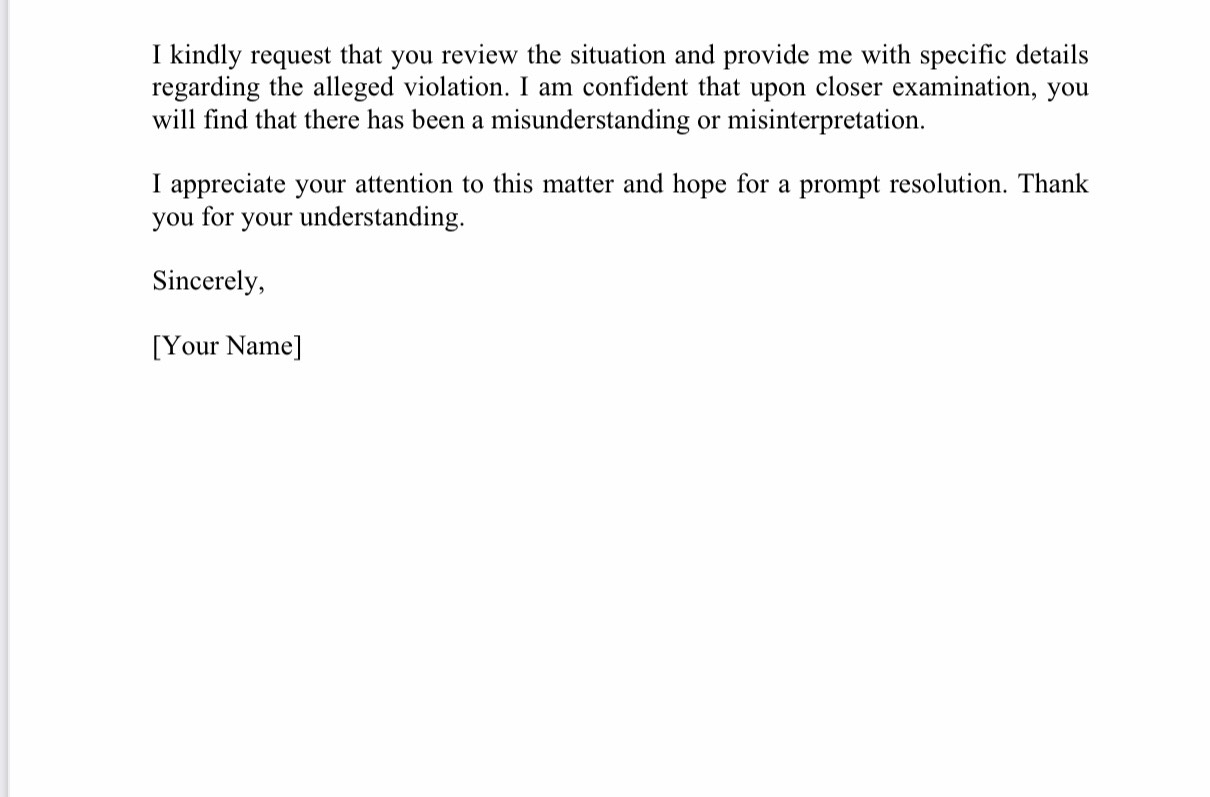 I kindly request that you review the situation and provide me with specific details
regarding the alleged violation. I am confident that upon closer examination, you
will find that there has been a misunderstanding or misinterpretation.
I appreciate your attention to this matter and hope for a prompt resolution. Thank
you for your understanding.
Sincerely,
[Your Name]